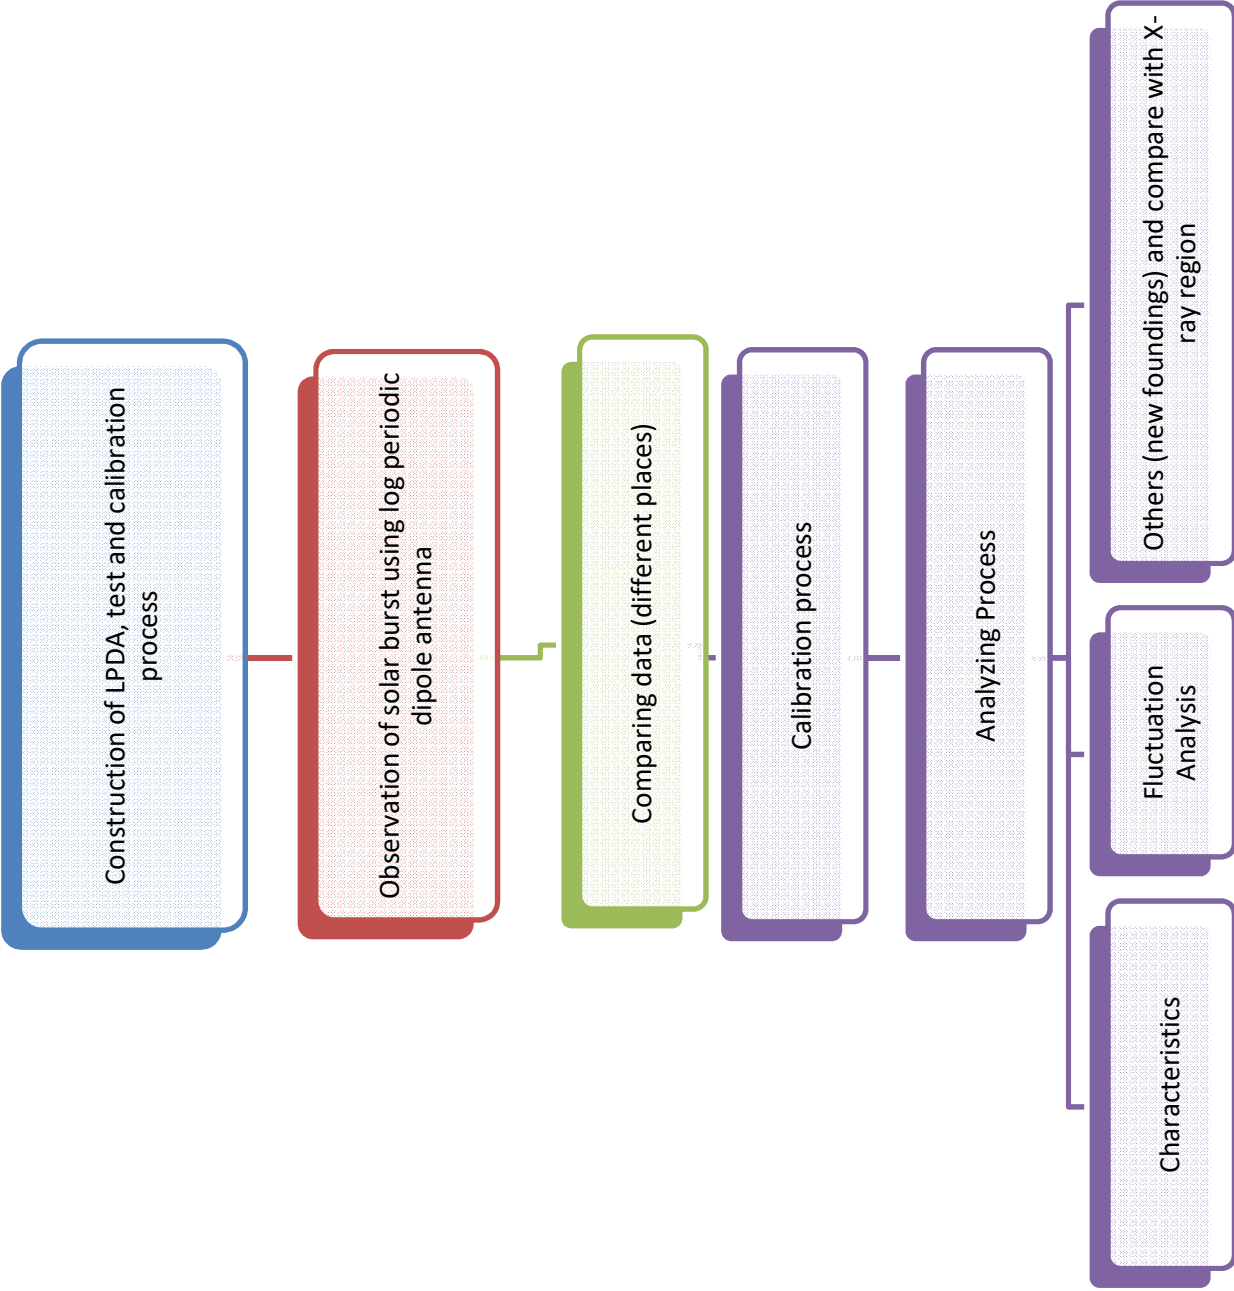 Construction of LPDA, test and calibration
process
Observation of solar burst using log periodic
dipole antenna
Comparing data (different places)
Calibration process
Analyzing Process
Characteristics
Fluctuation
Analysis
Others (new foundings) and compare with X-
ray region